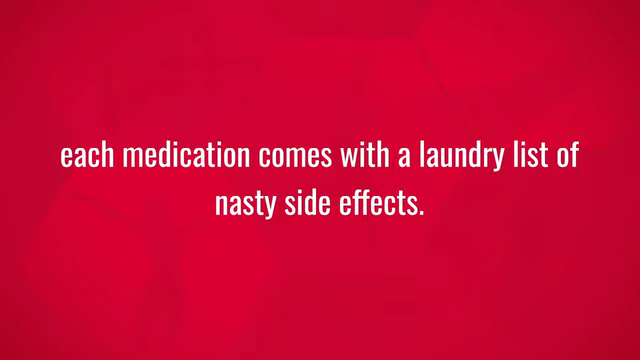 each medication comes with a laundry list of
nasty side effects.